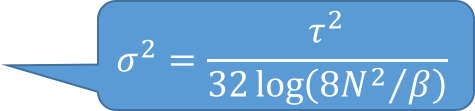 σ² = τ² / 32 log(8N²/β)